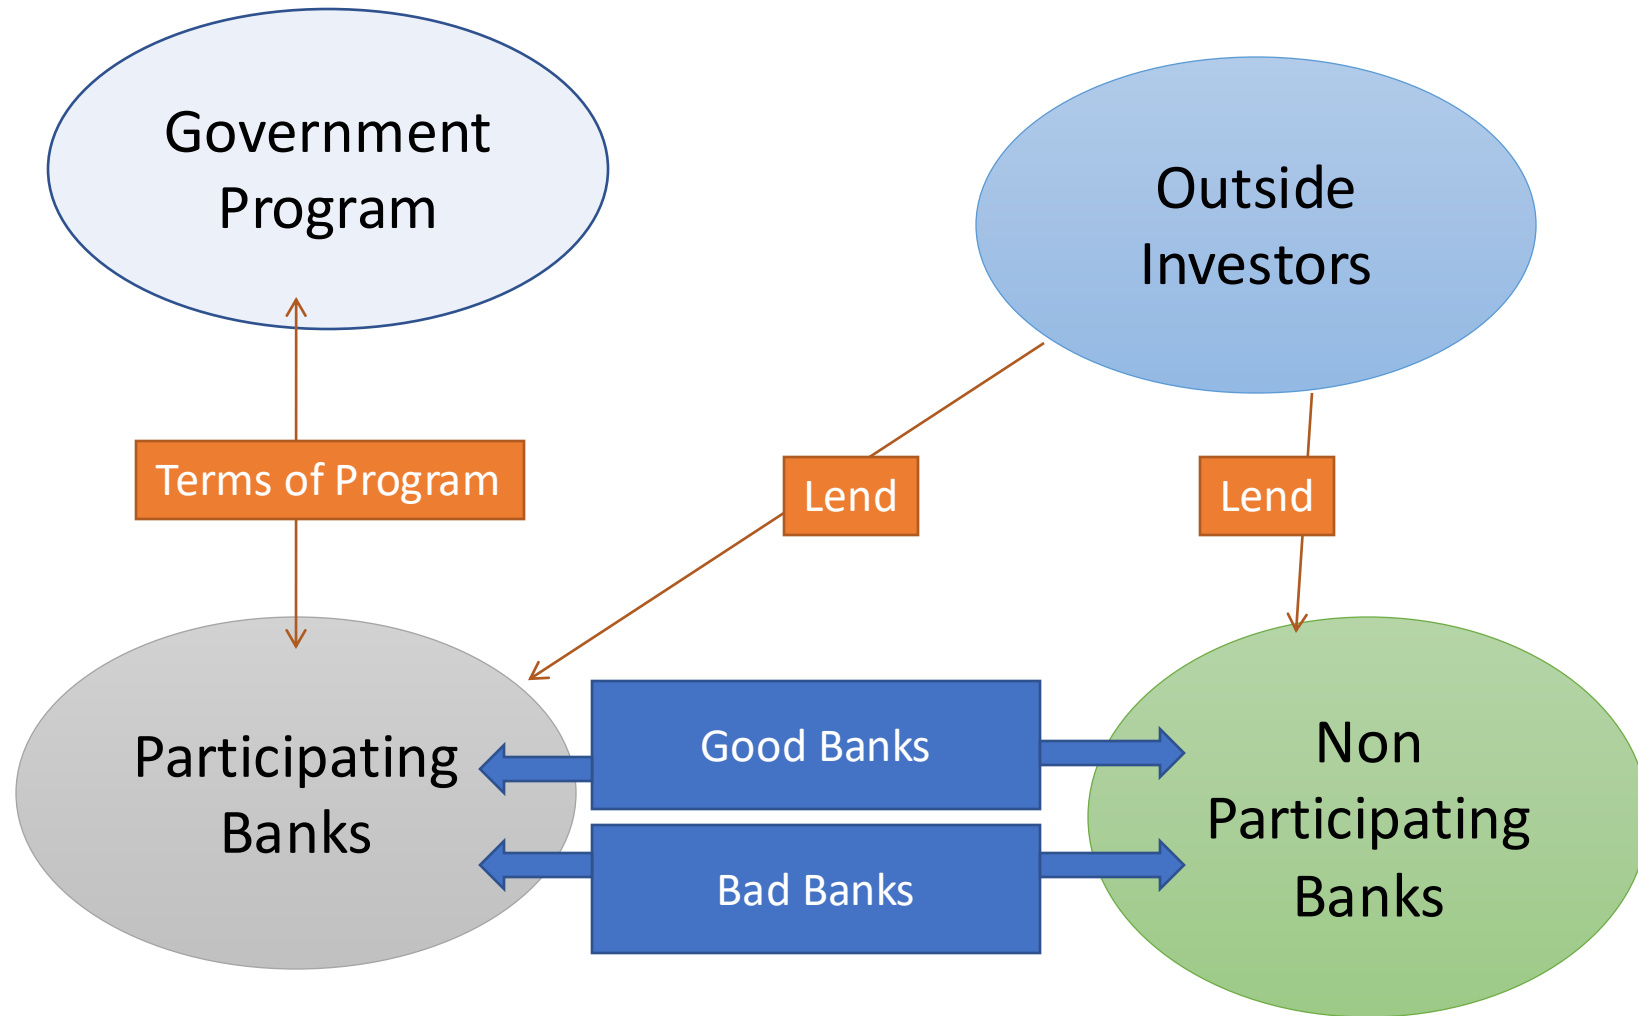 Government
Program
Outside
Investors
Terms of Program
Lend
Lend
Participating
Banks
Good Banks
Bad Banks
Non
Participating
Banks